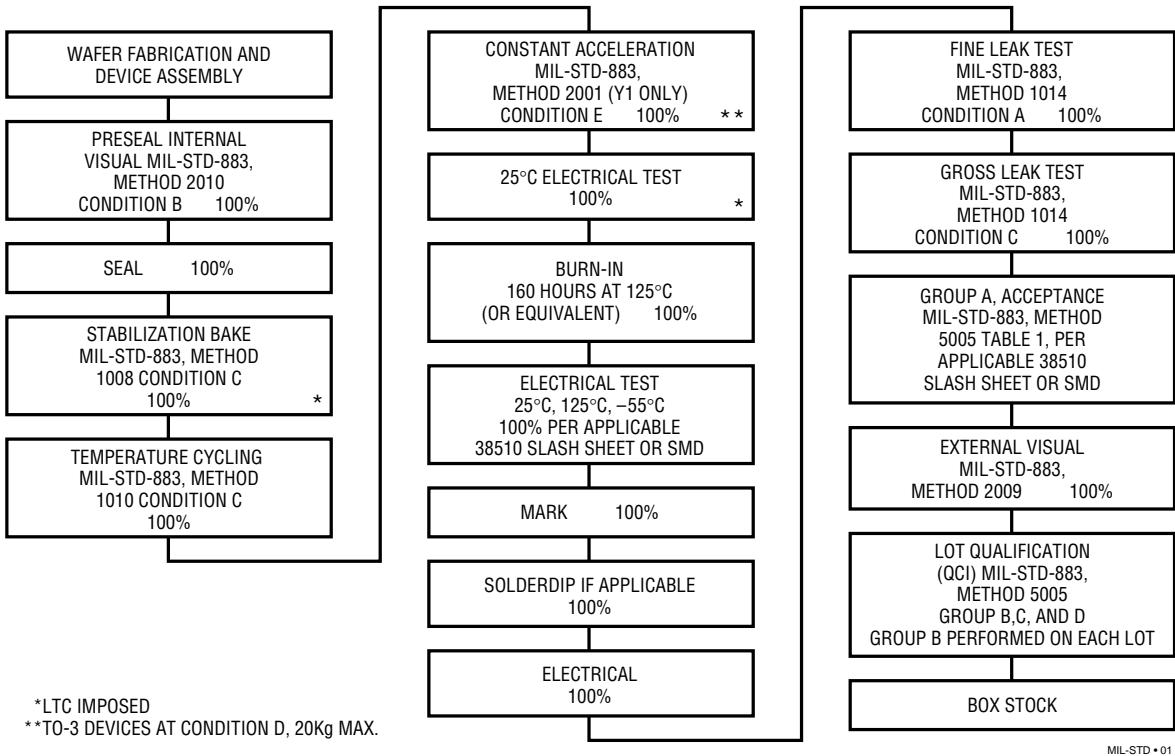 WAFER FABRICATION AND
DEVICE ASSEMBLY
PRESEAL INTERNAL
VISUAL MIL-STD-883,
METHOD 2010
CONDITION B 100%
SEAL 100%
STABILIZATION BAKE
MIL-STD-883, METHOD
1008 CONDITION C
100% *
TEMPERATURE CYCLING
MIL-STD-883, METHOD
1010 CONDITION C
100%
CONSTANT ACCELERATION
MIL-STD-883,
METHOD 2001 (Y1 ONLY)
CONDITION E 100% **
25°C ELECTRICAL TEST
100% *
BURN-IN
160 HOURS AT 125°C
(OR EQUIVALENT) 100%
ELECTRICAL TEST
25°C, 125°C, –55°C
100% PER APPLICABLE
38510 SLASH SHEET OR SMD
MARK 100%
SOLDERDIP IF APPLICABLE
100%
ELECTRICAL
100%
FINE LEAK TEST
MIL-STD-883,
METHOD 1014
CONDITION A 100%
GROSS LEAK TEST
MIL-STD-883,
METHOD 1014
CONDITION C 100%
GROUP A, ACCEPTANCE
MIL-STD-883, METHOD
5005 TABLE 1, PER
APPLICABLE 38510
SLASH SHEET OR SMD
EXTERNAL VISUAL
MIL-STD-883,
METHOD 2009 100%
LOT QUALIFICATION
(QCI) MIL-STD-883,
METHOD 5005
GROUP B,C, AND D
GROUP B PERFORMED ON EACH LOT
BOX STOCK
*LTC IMPOSED
**TO-3 DEVICES AT CONDITION D, 20Kg MAX.
MIL-STD • 01